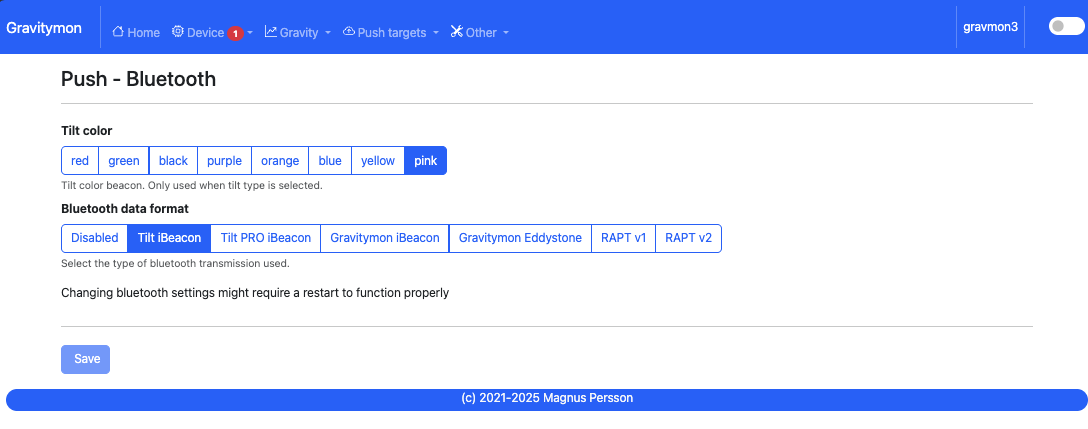 Gravitymon Home Device 1 Gravity Push targets Other gravmon3
Push - Bluetooth
Tilt color
red green black purple orange blue yellow pink
Tilt color beacon. Only used when tilt type is selected.
Bluetooth data format
Disabled Tilt iBeacon Tilt PRO iBeacon Gravitymon iBeacon Gravitymon Eddystone RAPT v1 RAPT v2
Select the type of bluetooth transmission used.
Changing bluetooth settings might require a restart to function properly
Save
(c) 2021-2025 Magnus Persson